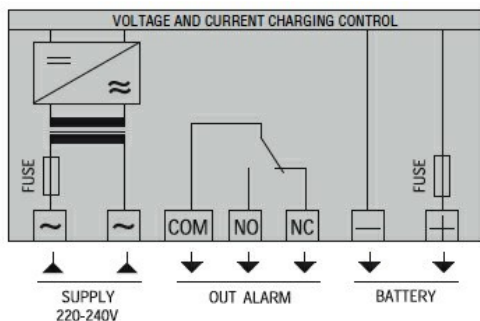 VOLTAGE AND CURRENT CHARGING CONTROL
FUSE
FUSE
~ ~ COM NO NC — +
SUPPLY OUT ALARM BATTERY
220-240V